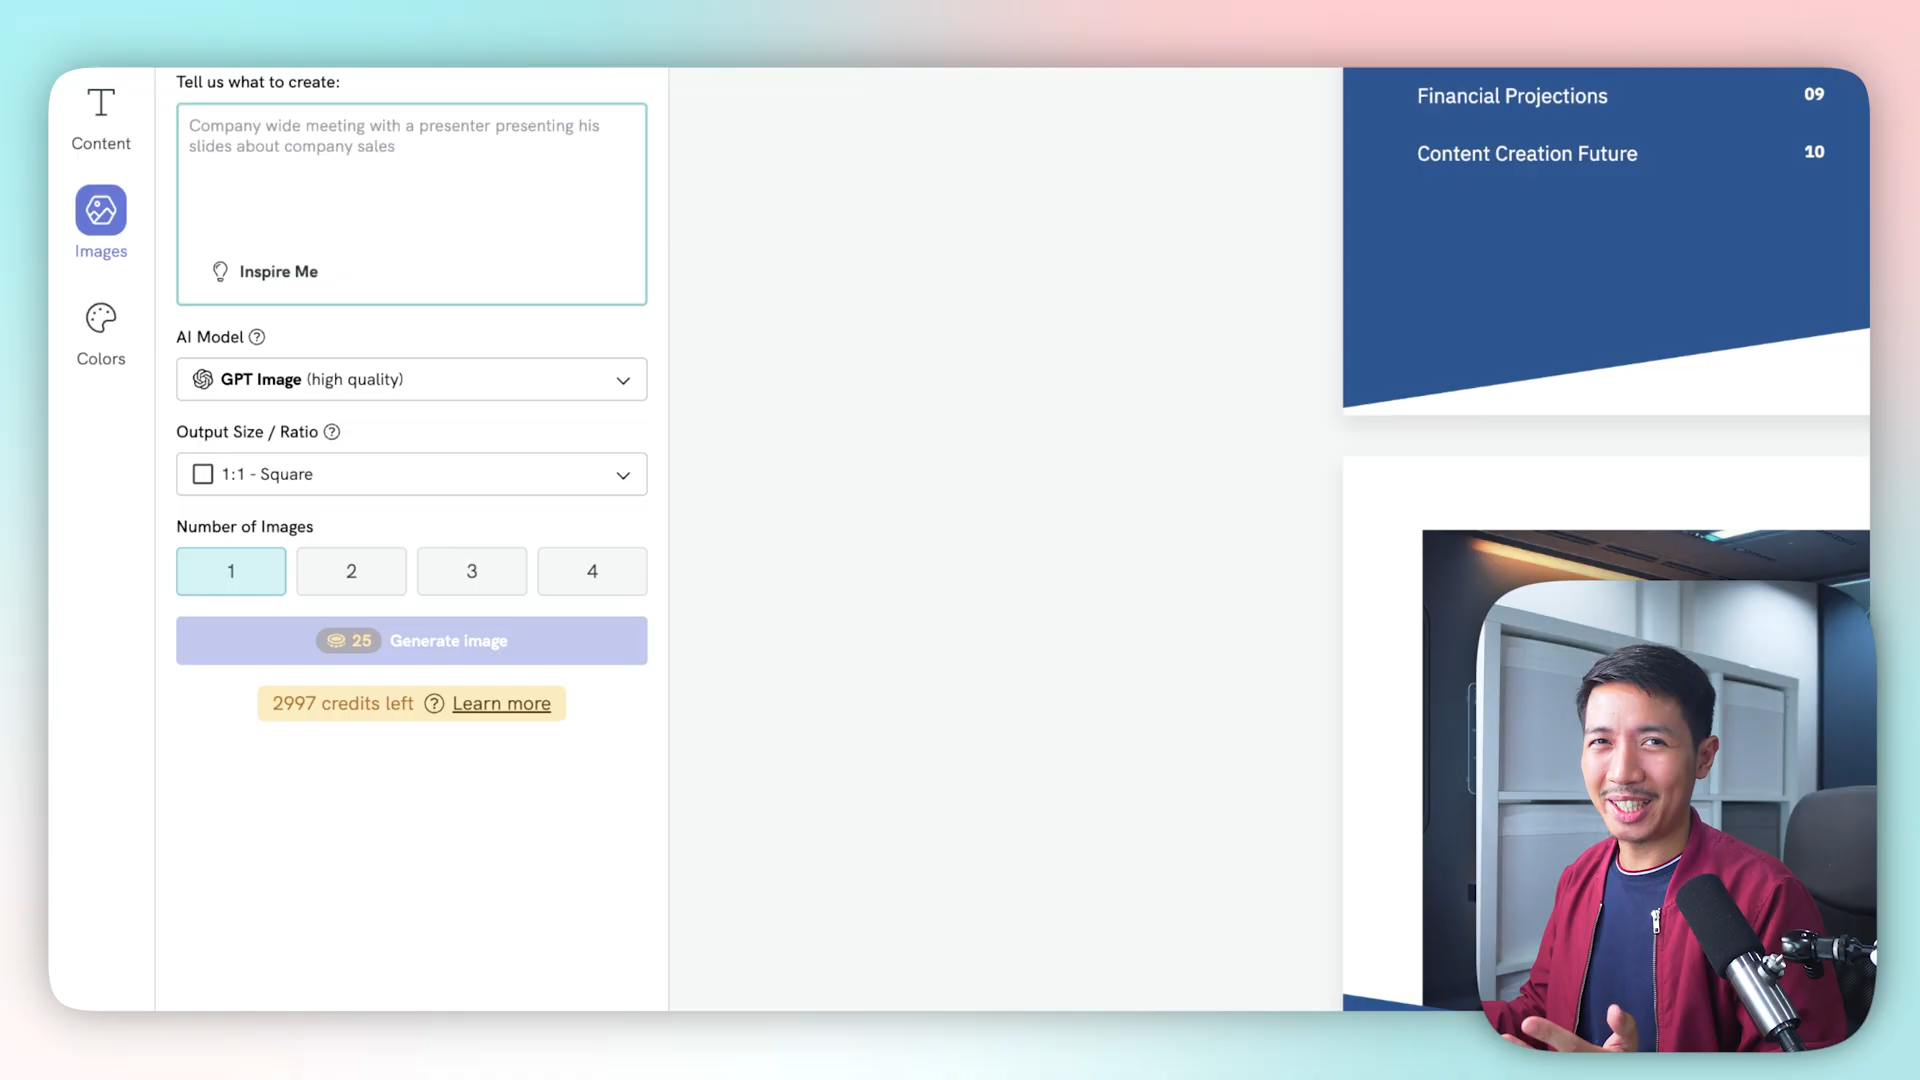 Content
Images
Colors
Tell us what to create:
Company wide meeting with a presenter presenting his
slides about company sales
Inspire Me
AI Model ?
GPT Image (high quality)
Output Size / Ratio ?
1:1 - Square
Number of Images
1 2 3 4
25 Generate image
2997 credits left ? Learn more
Financial Projections 09
Content Creation Future 10